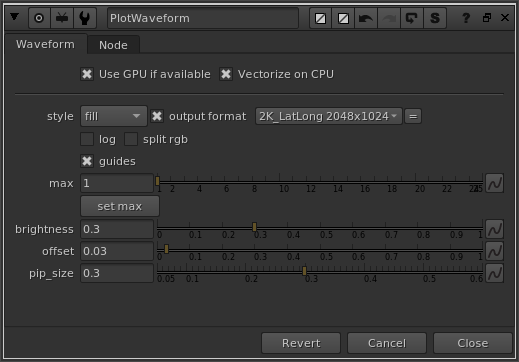 PlotWaveform S ?
Waveform Node
Use GPU if available Vectorize on CPU
style fill output format 2K_LatLong 2048x1024 =
log split rgb
guides
max 1
1 2 4 6 8 10 12 14 16 18 20 22 24 25
set max
brightness 0.3
0 0.1 0.2 0.3 0.4 0.5 0.6 0.7 0.8 0.9 1
offset 0.03
0 0.1 0.2 0.3 0.4 0.5 0.6 0.7 0.8 0.9 1
pip_size 0.3
0.05 0.1 0.2 0.3 0.4 0.5 0.6
Revert Cancel Close